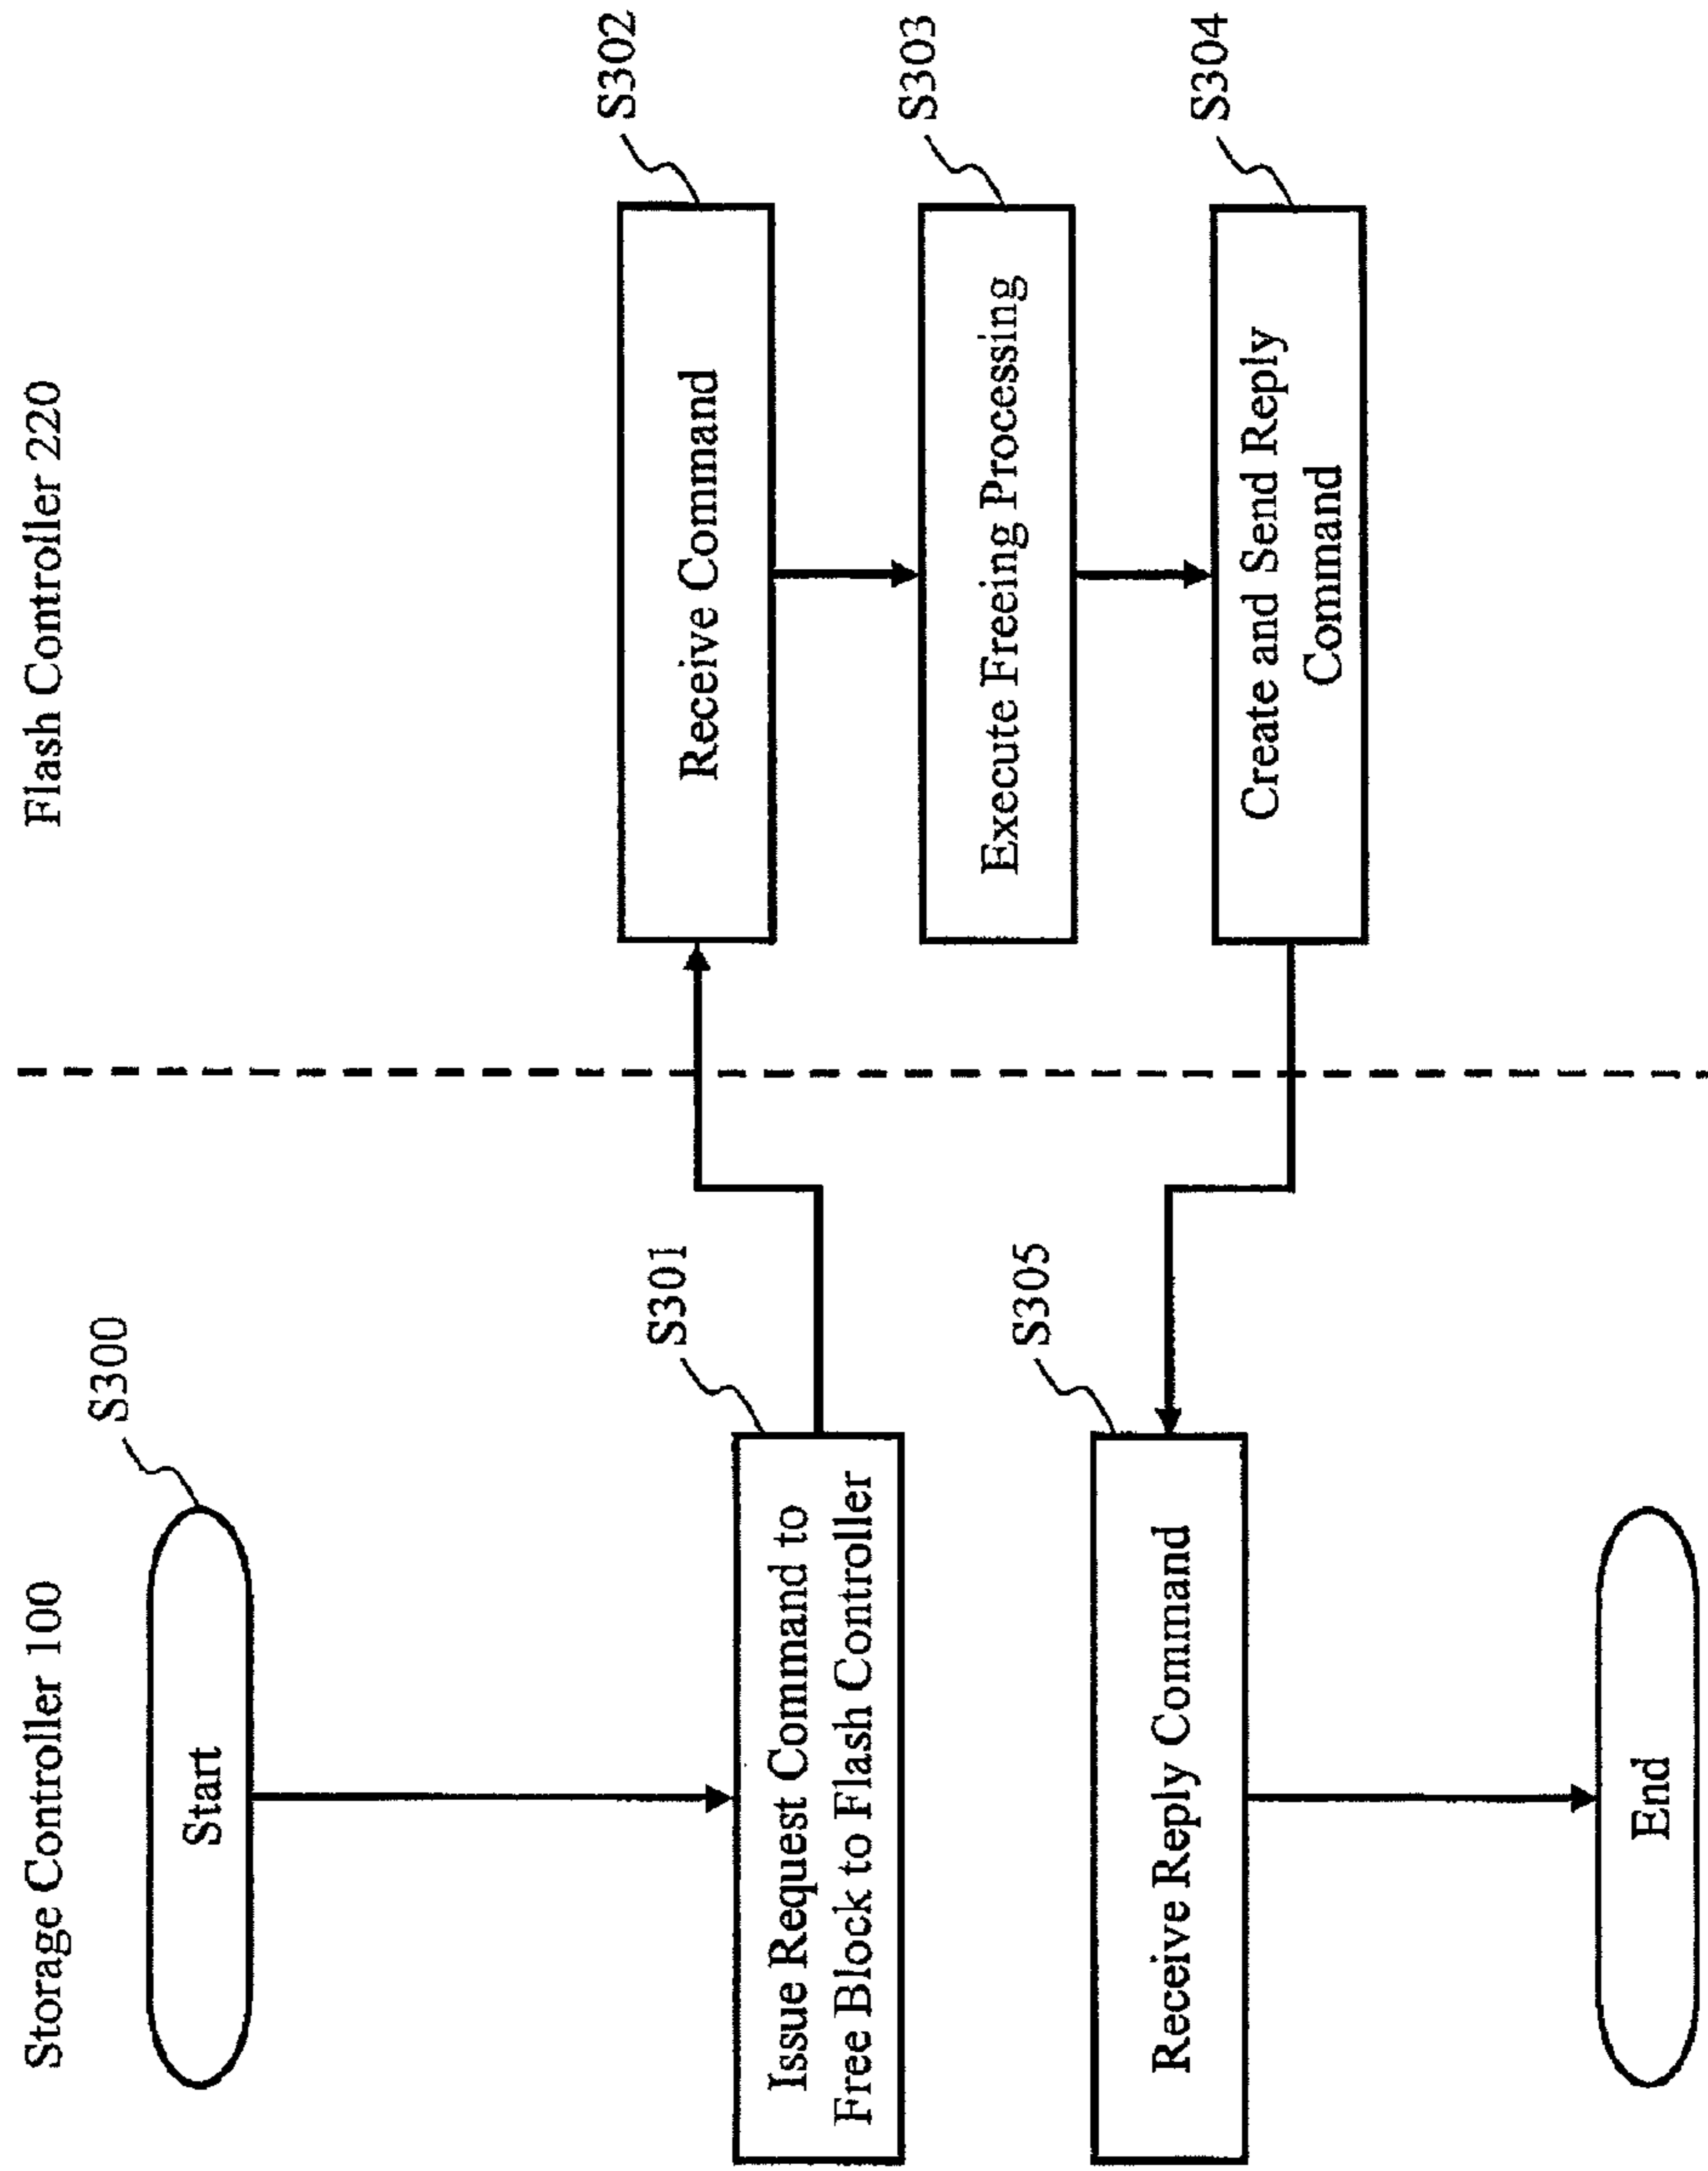 Storage Controller 100
Flash Controller 220
Start
S300
Issue Request Command to
Free Block to Flash Controller
S301
Receive Command
S302
Execute Freeing Processing
S303
Create and Send Reply
Command
S304
Receive Reply Command
S305
End